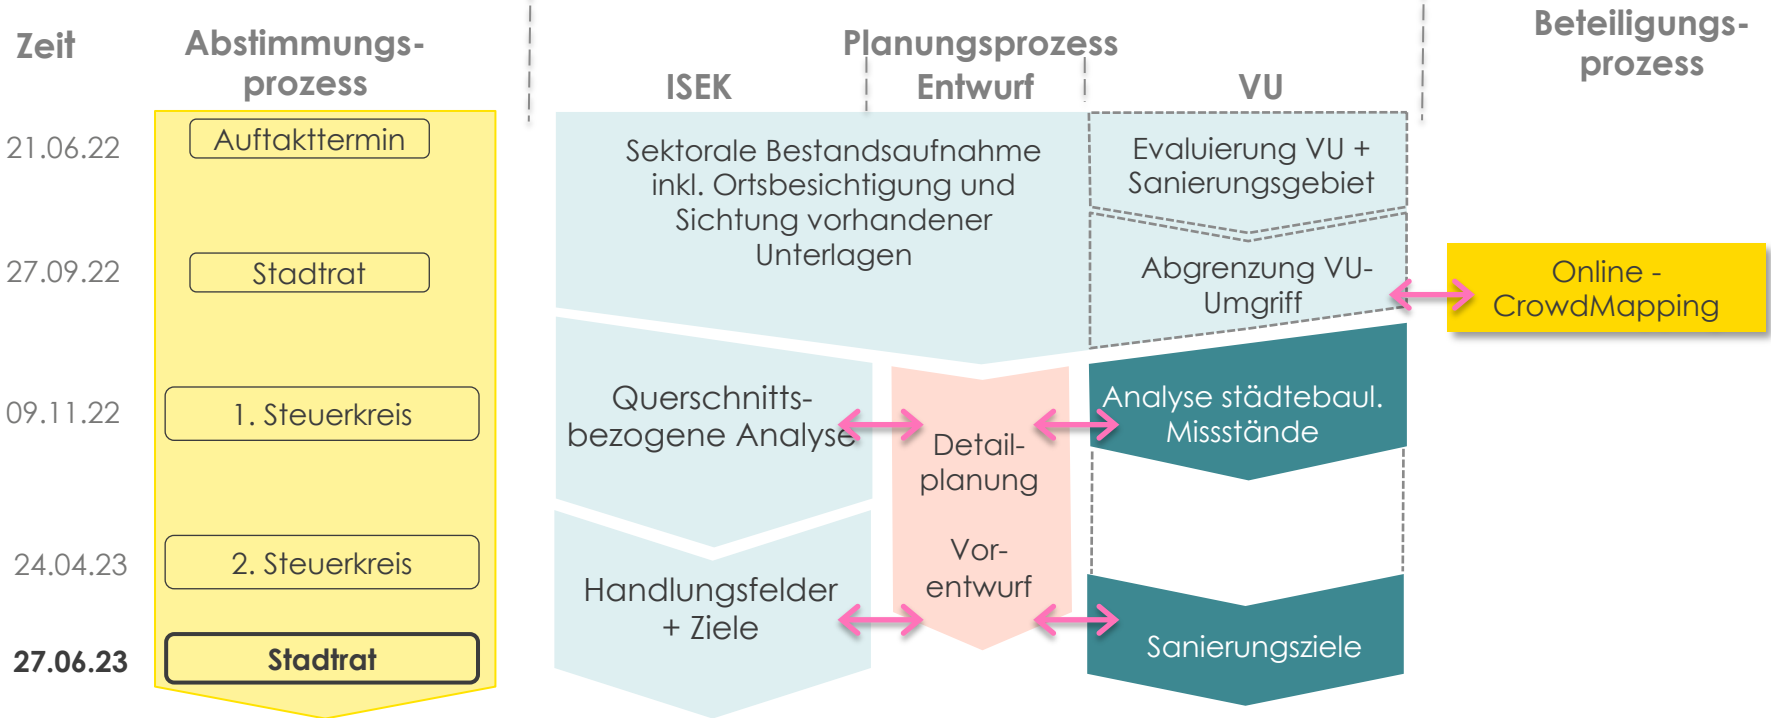 Zeit
Abstimmungs-
prozess
Planungsprozess
ISEK
Entwurf
VU
Beteiligungs-
prozess
21.06.22
Auftakttermin
27.09.22
Stadtrat
09.11.22
1. Steuerkreis
24.04.23
2. Steuerkreis
27.06.23
Stadtrat
Sektorale Bestandsaufnahme
inkl. Ortsbesichtigung und
Sichtung vorhandener
Unterlagen
Evaluierung VU +
Sanierungsgebiet
Abgrenzung VU-
Umgriff
Online -
CrowdMapping
Querschnitts-
bezogene Analyse
Detail-
planung
Vor-
entwurf
Analyse städtebaul.
Missstände
Handlungsfelder
+ Ziele
Sanierungsziele